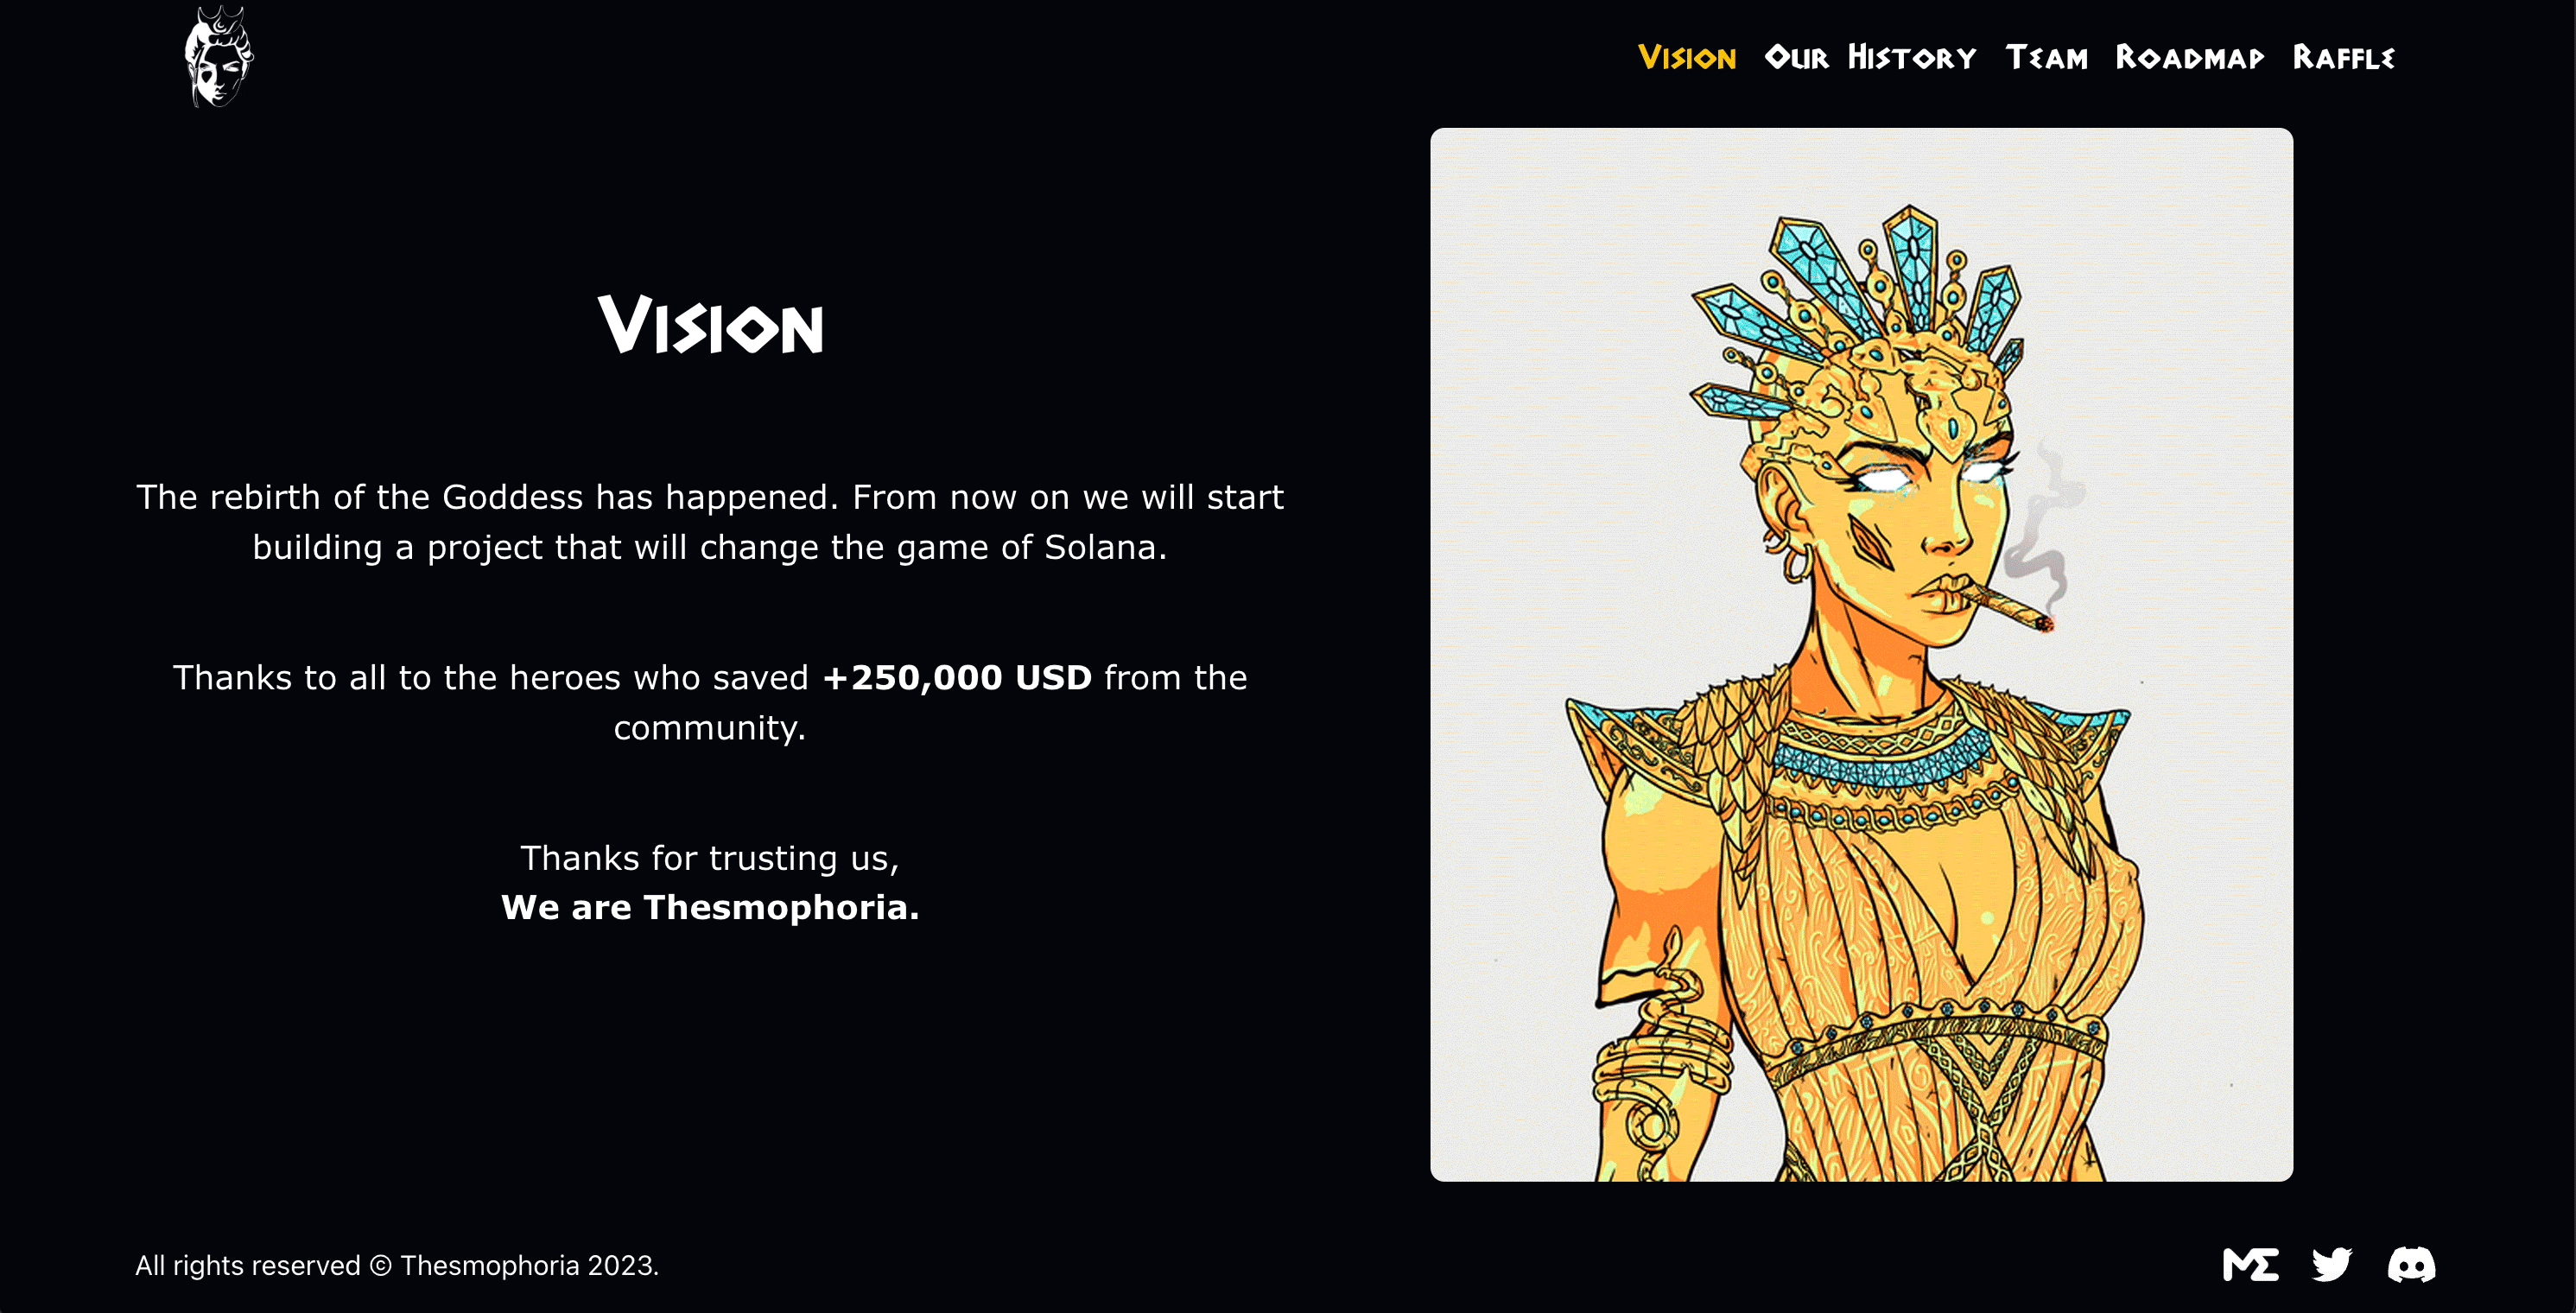 Vision Our History Team Roadmap Raffle
Vision
The rebirth of the Goddess has happened. From now on we will start
building a project that will change the game of Solana.
Thanks to all to the heroes who saved +250,000 USD from the
community.
Thanks for trusting us,
We are Thesmophoria.
All rights reserved © Thesmophoria 2023.